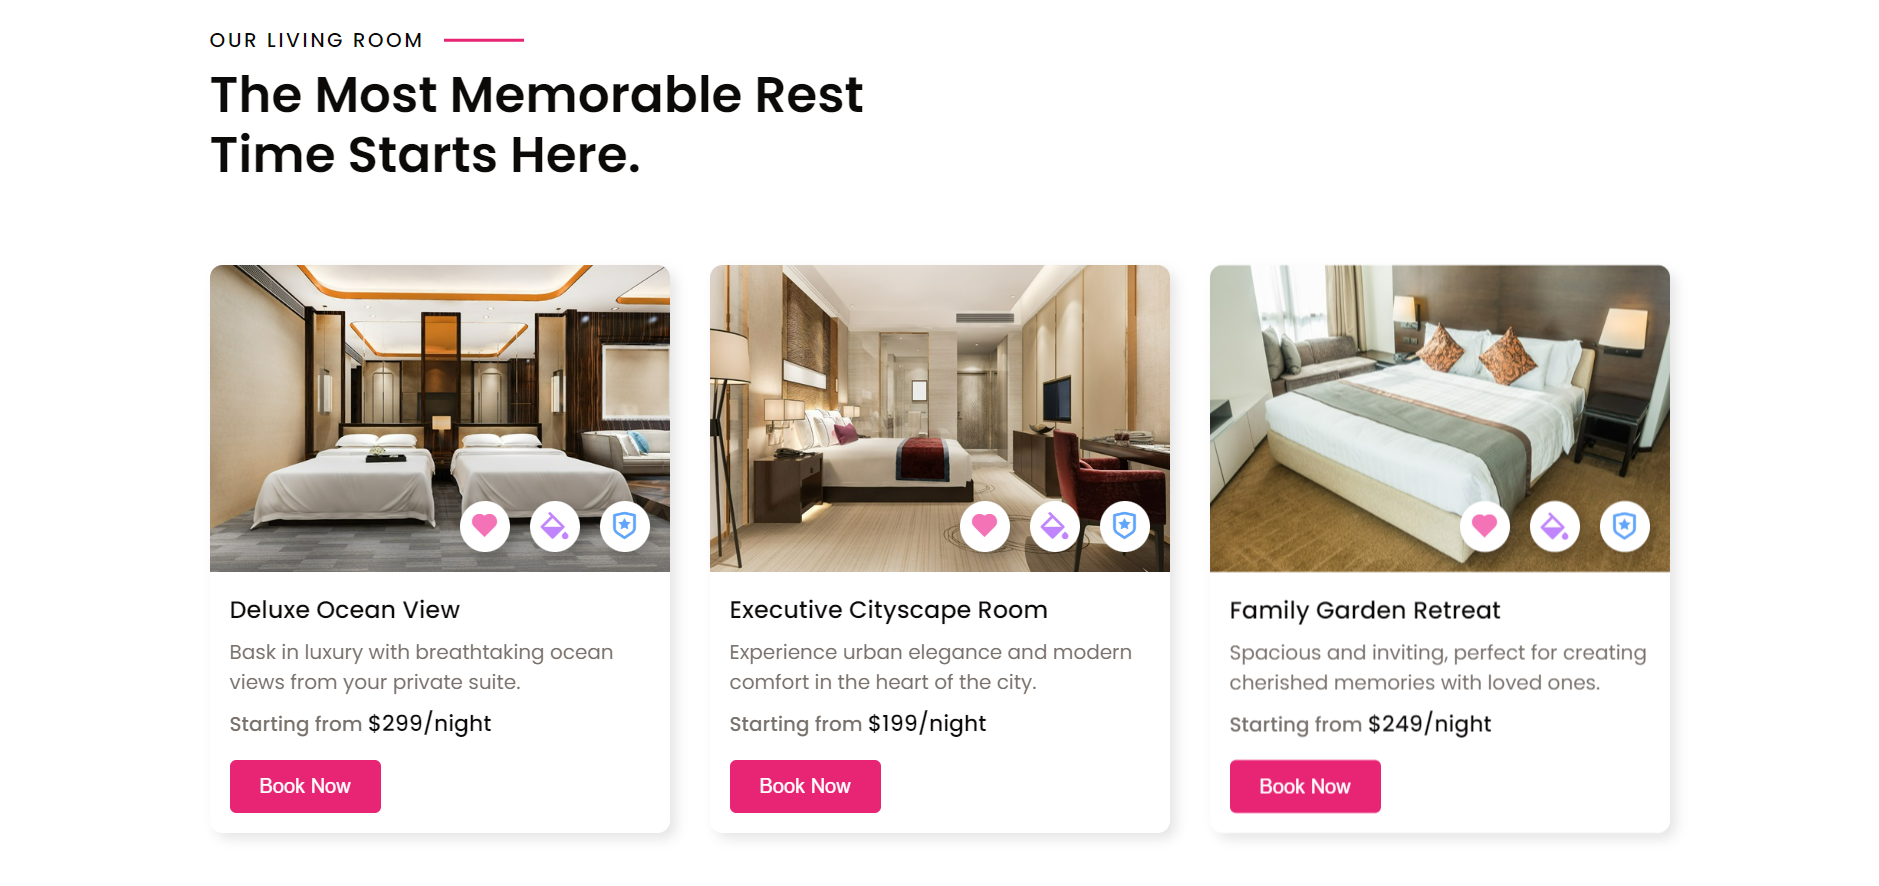 OUR LIVING ROOM
The Most Memorable Rest
Time Starts Here.
Deluxe Ocean View
Bask in luxury with breathtaking ocean
views from your private suite.
Starting from $299/night
Book Now
Executive Cityscape Room
Experience urban elegance and modern
comfort in the heart of the city.
Starting from $199/night
Book Now
Family Garden Retreat
Spacious and inviting, perfect for creating
cherished memories with loved ones.
Starting from $249/night
Book Now